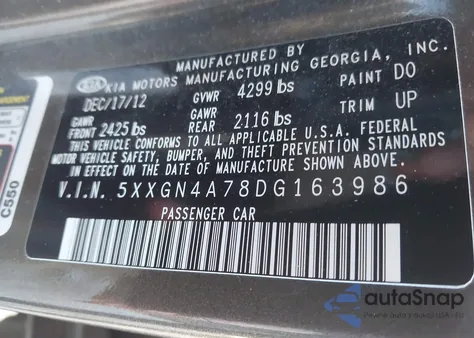 MANUFACTURED BY
KIA KIA MOTORS MANUFACTURING GEORGIA, INC.
DEC/17/12 GVWR 4299 lbs PAINT D0
GAWR FRONT 2425 lbs GAWR REAR 2116 lbs TRIM UP
THIS VEHICLE CONFORMS TO ALL APPLICABLE U.S.A. FEDERAL
MOTOR VEHICLE SAFETY, BUMPER, AND THEFT PREVENTION STANDARDS
IN EFFECT ON THE DATE OF MANUFACTURE SHOWN ABOVE.
V.I.N. 5XXGN4A78DG163986
PASSENGER CAR
C550
autoSnap